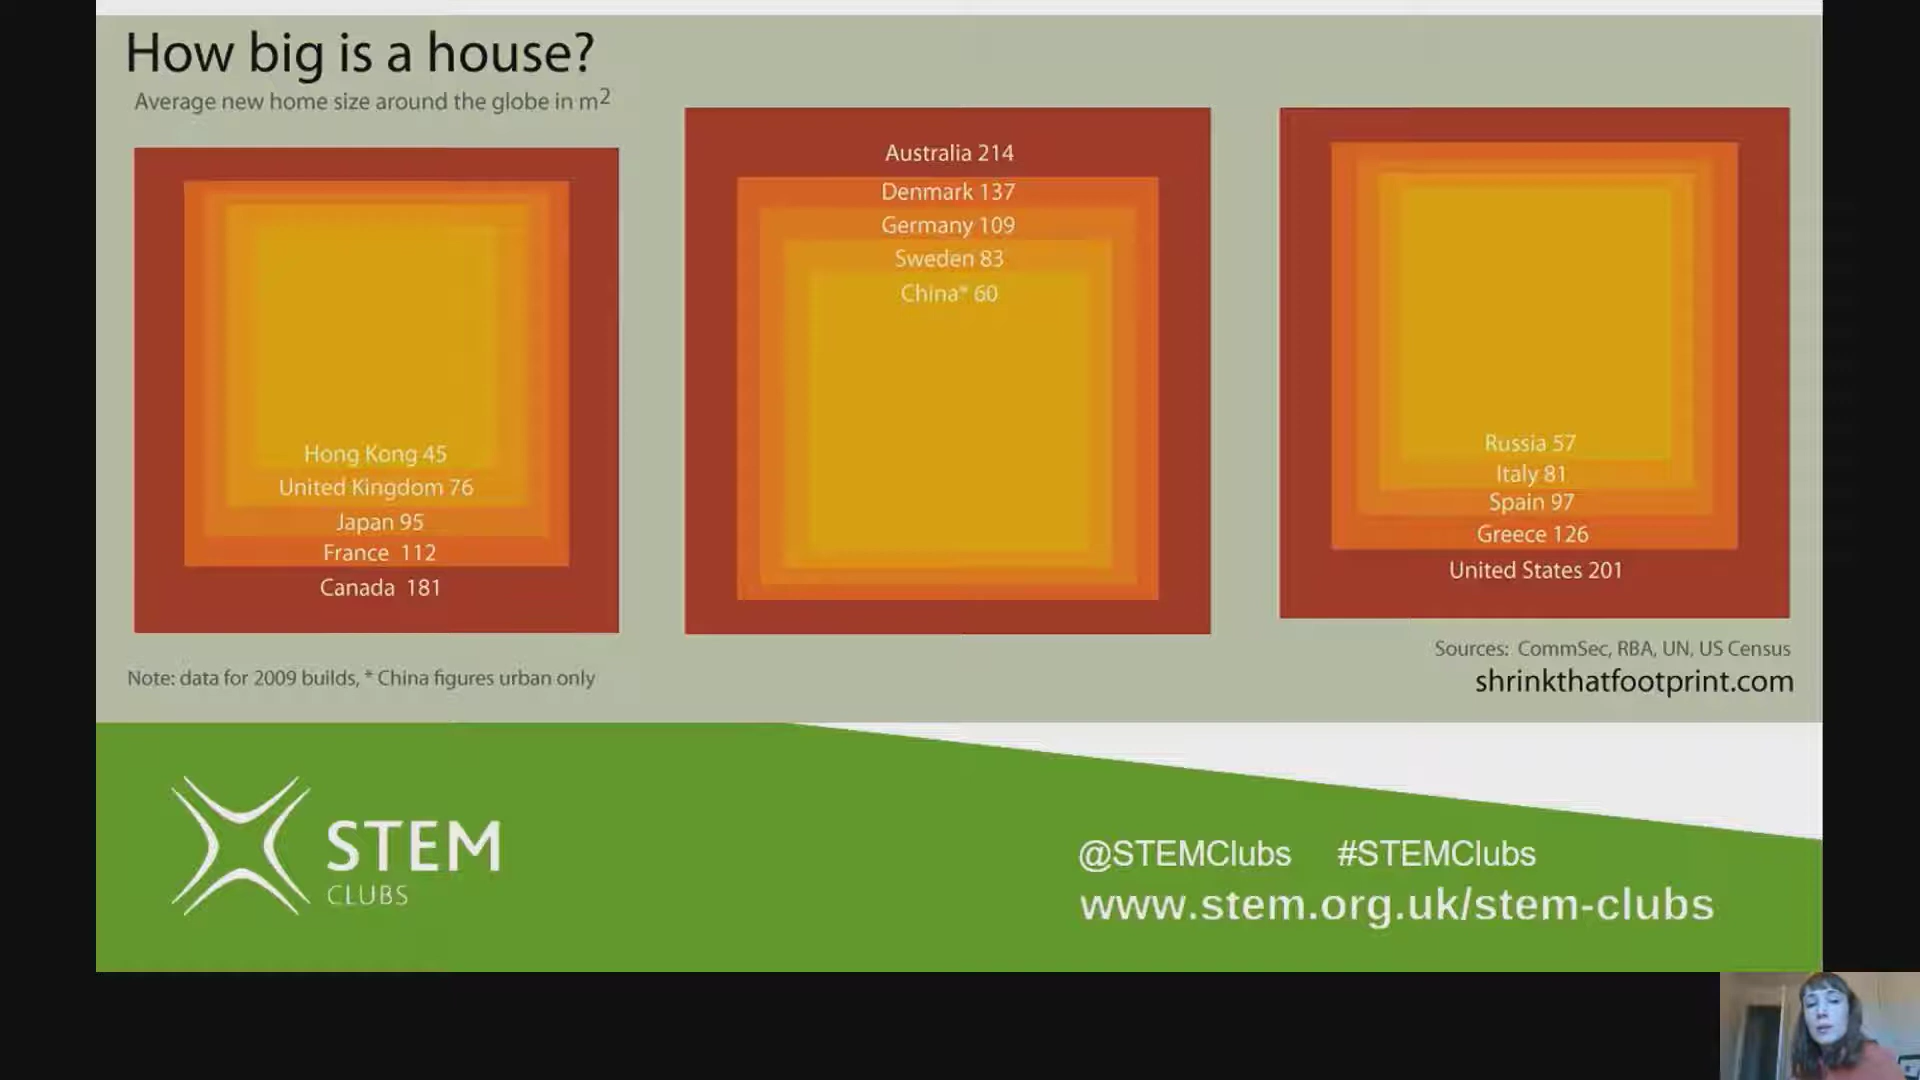 How big is a house?
Average new home size around the globe in m2
Hong Kong 45
United Kingdom 76
Japan 95
France 112
Canada 181
Australia 214
Denmark 137
Germany 109
Sweden 83
China* 60
Russia 57
Italy 81
Spain 97
Greece 126
United States 201
Note: data for 2009 builds, * China figures urban only
Sources: CommSec, RBA, UN, US Census
shrinkthatfootprint.com
STEM
CLUBS
@STEMClubs #STEMClubs
www.stem.org.uk/stem-clubs